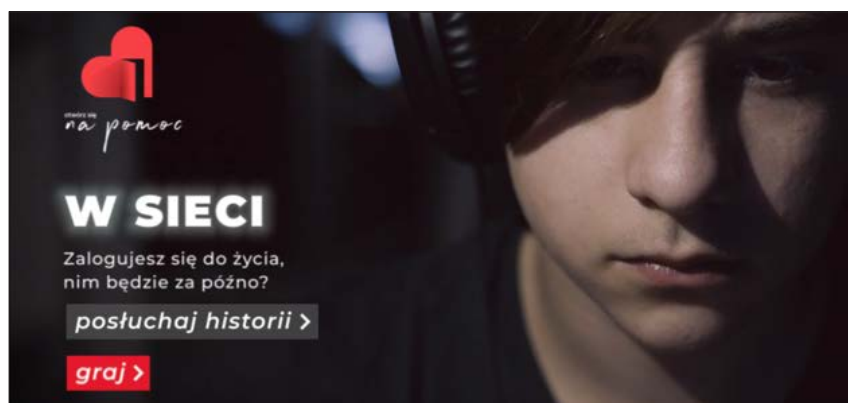 otwórz się
na pomoc
W SIECI
Zalogujesz się do życia,
nim będzie za późno?
posłuchaj historii >
graj >